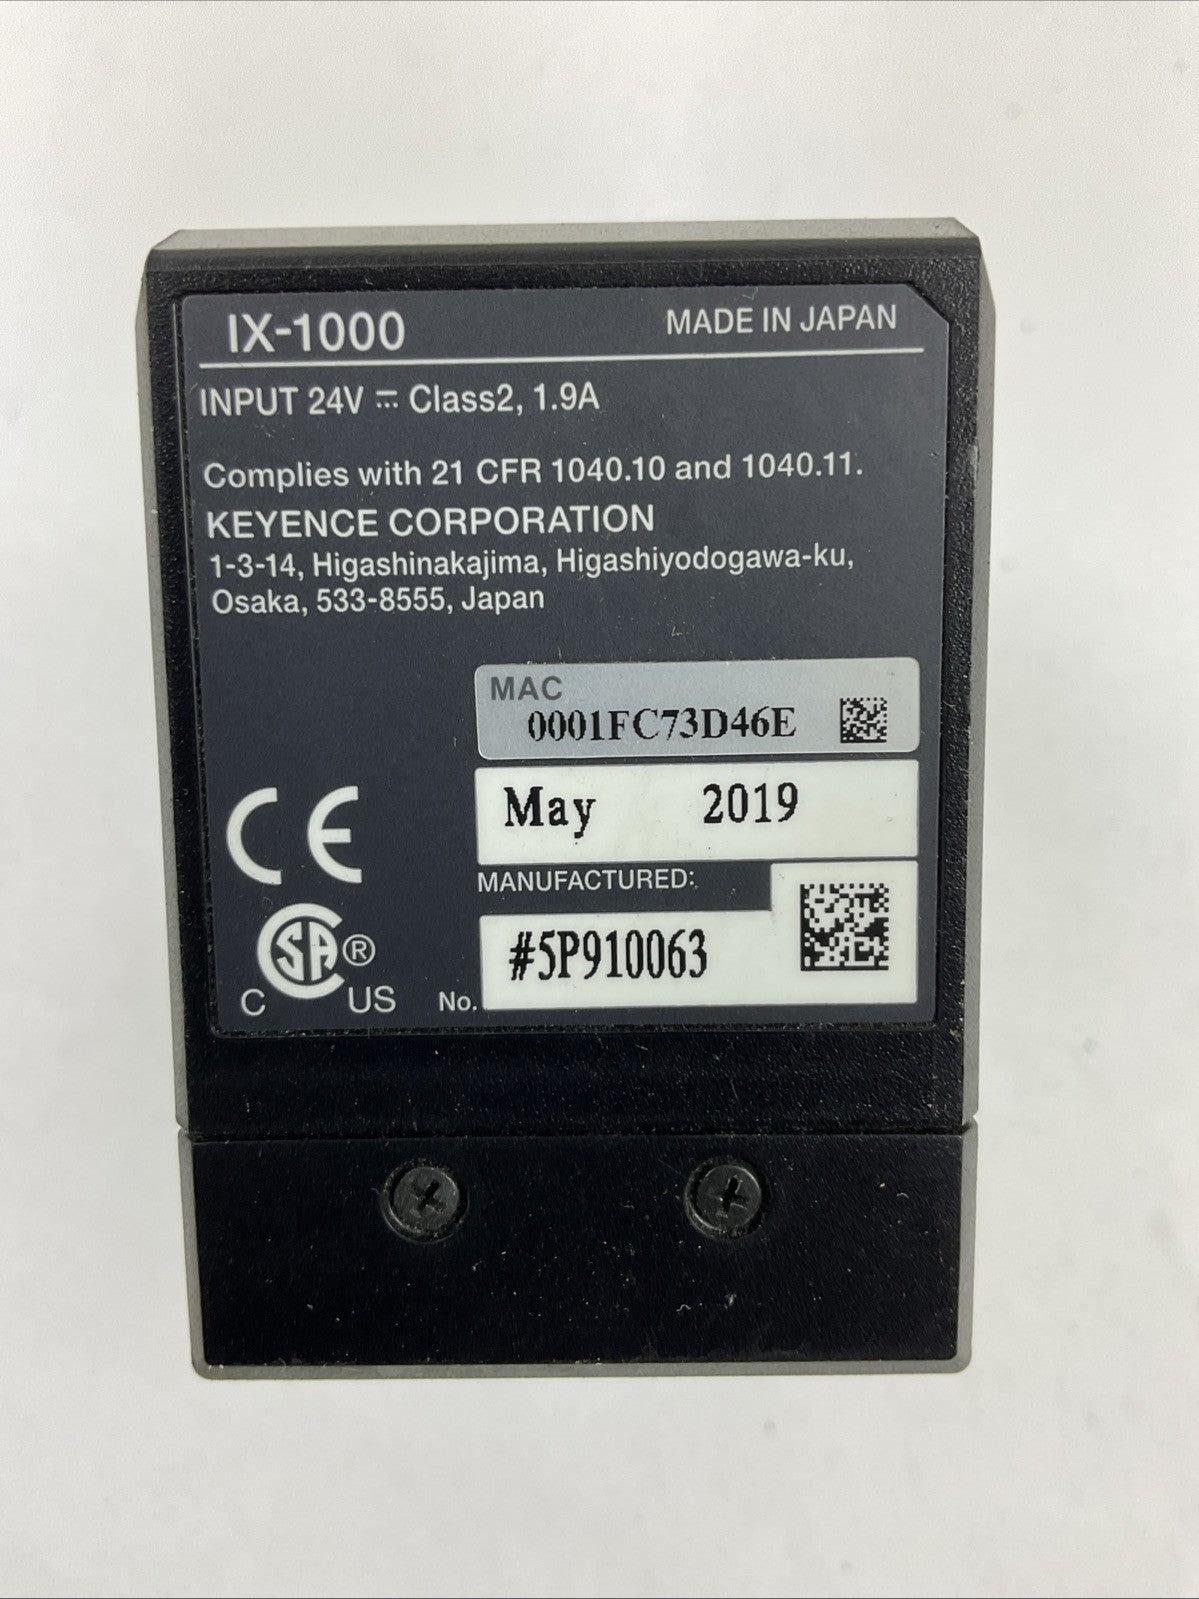 IX-1000 MADE IN JAPAN
INPUT 24V ⎓ Class2, 1.9A
Complies with 21 CFR 1040.10 and 1040.11.
KEYENCE CORPORATION
1-3-14, Higashinakajima, Higashiyodogawa-ku,
Osaka, 533-8555, Japan
MAC
0001FC73D46E
May 2019
MANUFACTURED:
CE
SA ®
C US
No. #5P910063